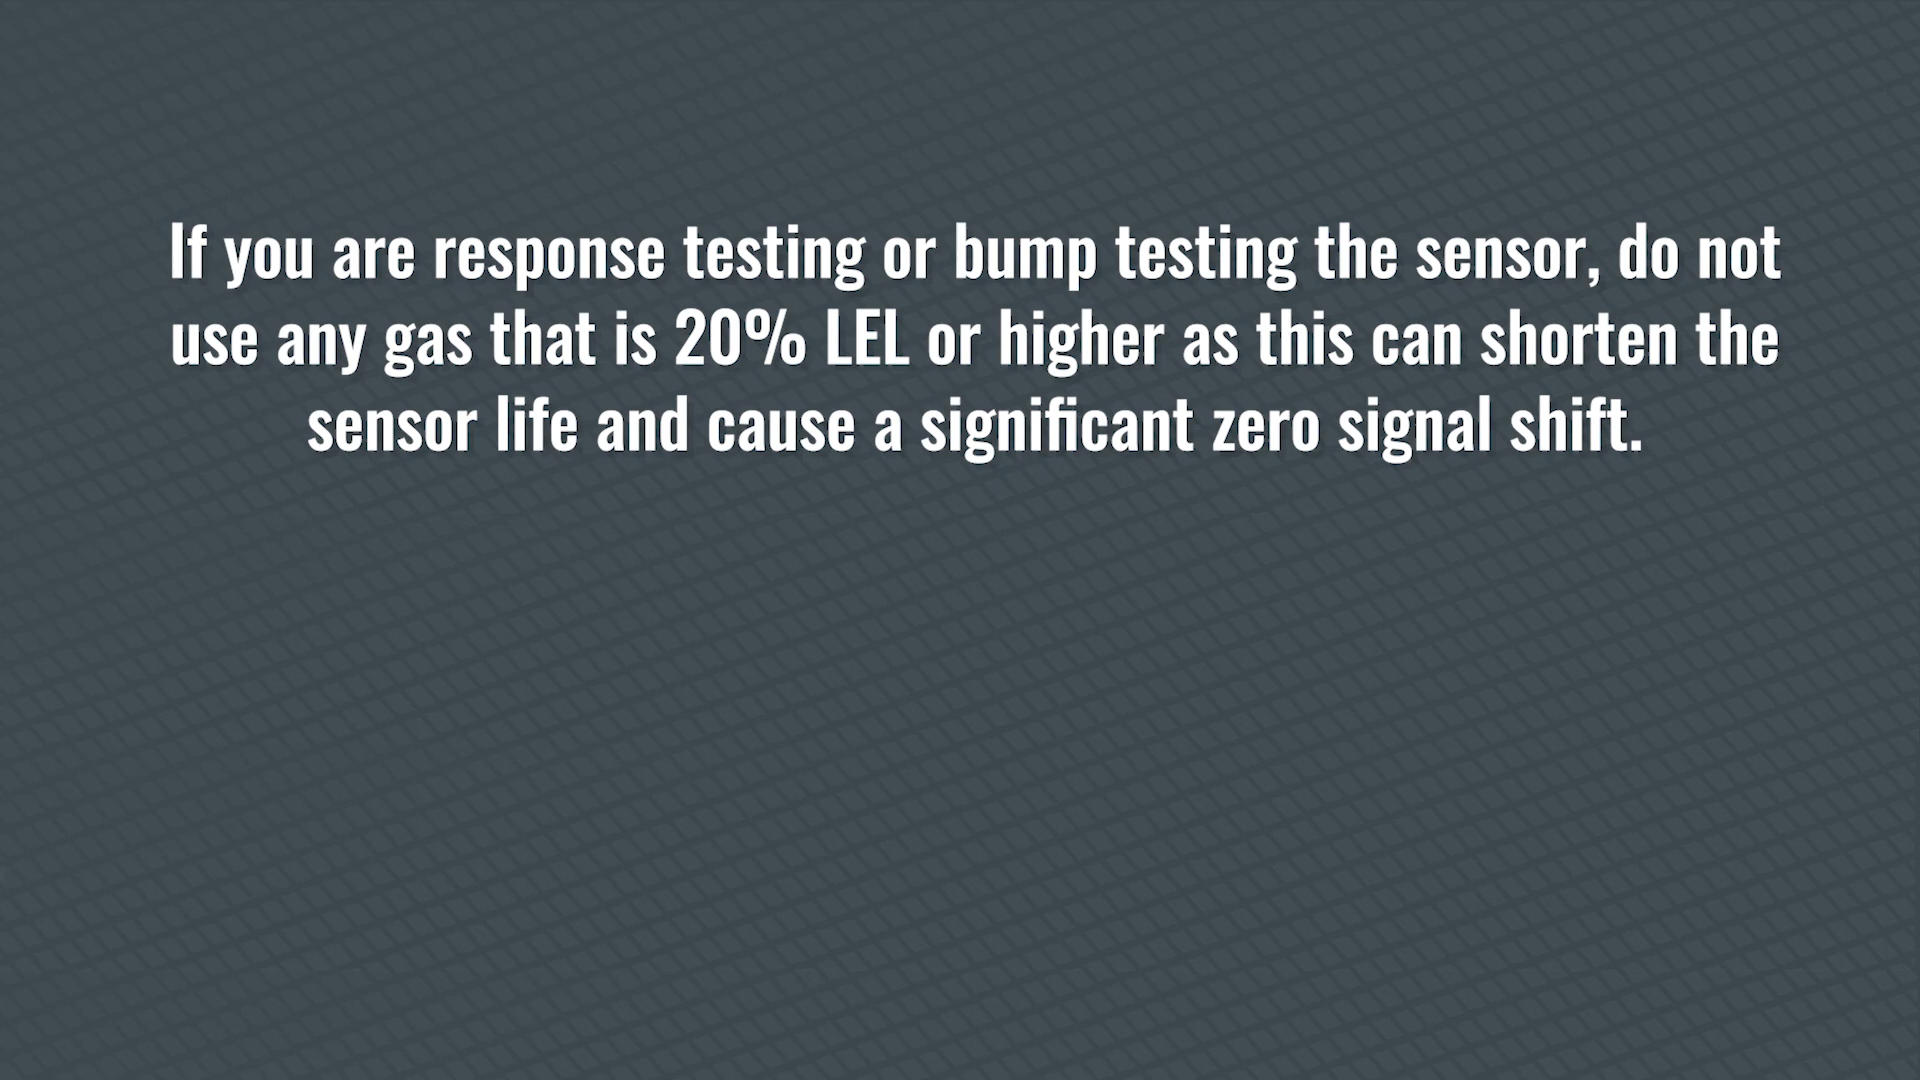 If you are response testing or bump testing the sensor, do not
use any gas that is 20% LEL or higher as this can shorten the
sensor life and cause a significant zero signal shift.